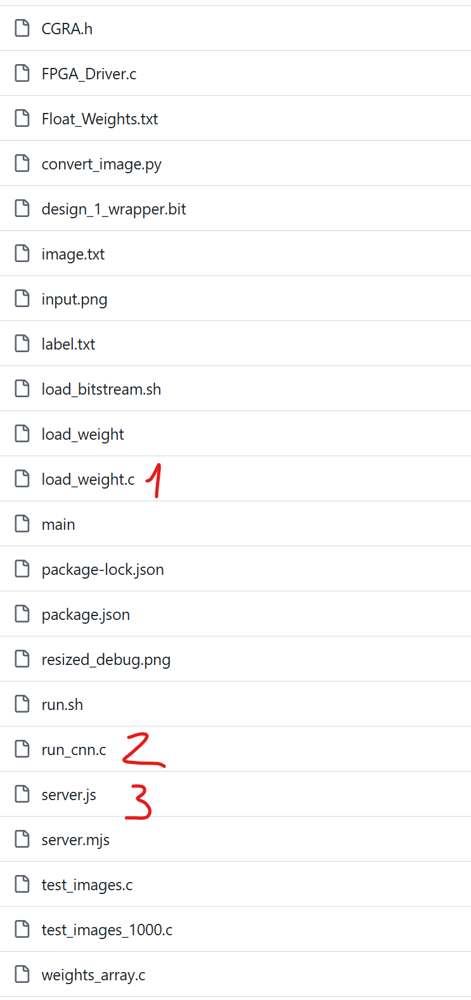 CGRA.h
FPGA_Driver.c
Float_Weights.txt
convert_image.py
design_1_wrapper.bit
image.txt
input.png
label.txt
load_bitstream.sh
load_weight
load_weight.c 1
main
package-lock.json
package.json
resized_debug.png
run.sh
run_cnn.c 2
server.js 3
server.mjs
test_images.c
test_images_1000.c
weights_array.c